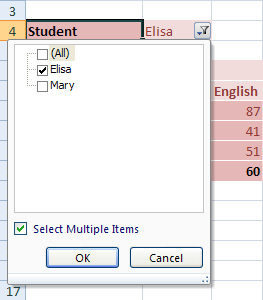 3
4 Student Elisa
(All)
Elisa
Mary
English
87
41
51
60
Select Multiple Items
OK Cancel
17